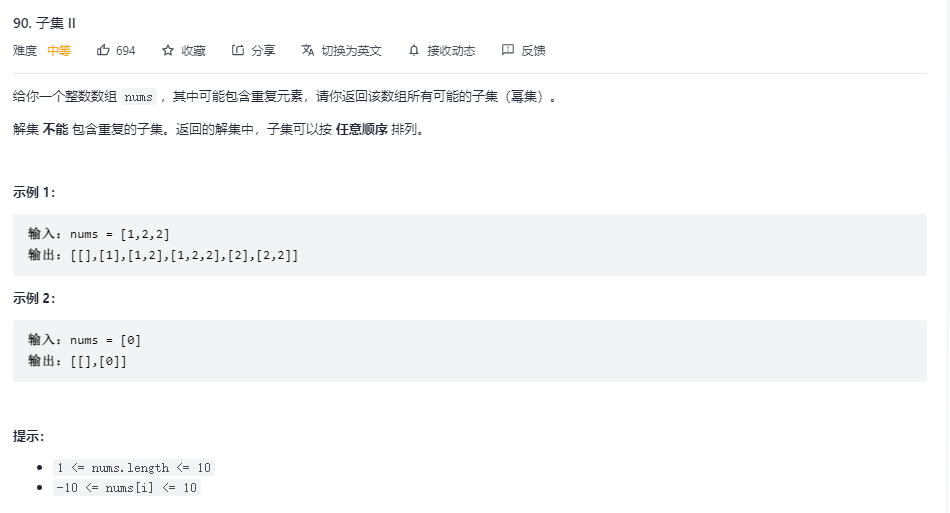 90. 子集 II
难度 中等 694 收藏 分享 切换为英文 接收动态 反馈
给你一个整数数组 nums ，其中可能包含重复元素，请你返回该数组所有可能的子集（幂集）。
解集 不能 包含重复的子集。返回的解集中，子集可以按 任意顺序 排列。
示例 1：
输入：nums = [1,2,2]
输出：[[],[1],[1,2],[1,2,2],[2],[2,2]]
示例 2：
输入：nums = [0]
输出：[[],[0]]
提示：
1 <= nums.length <= 10
-10 <= nums[i] <= 10